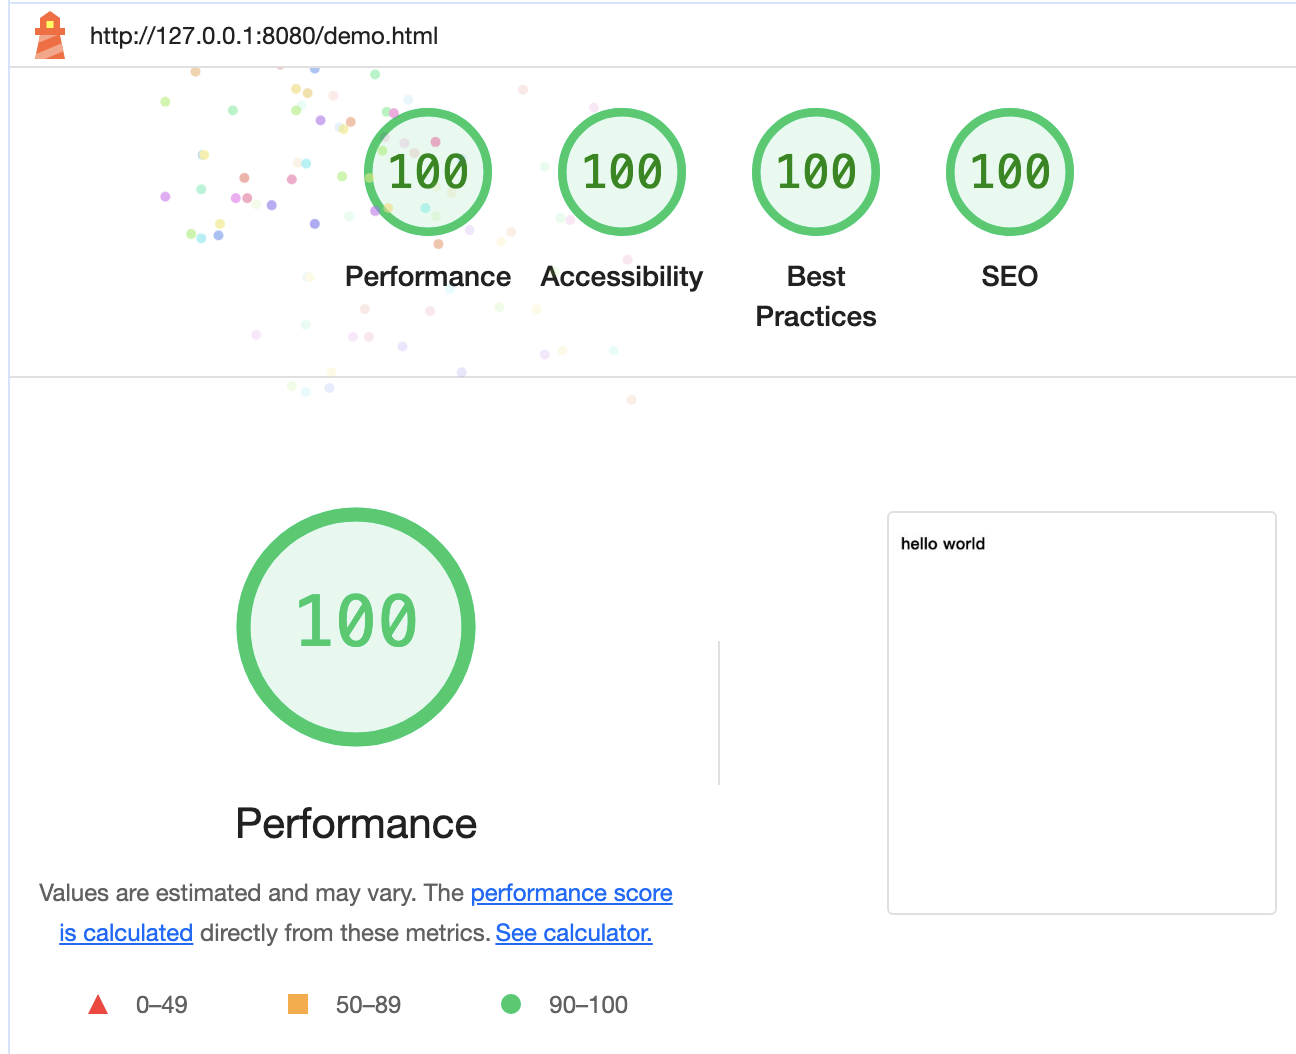 http://127.0.0.1:8080/demo.html
100
100
100
100
Performance
Accessibility
Best
Practices
SEO
100
hello world
Performance
Values are estimated and may vary. The performance score
is calculated directly from these metrics. See calculator.
0–49
50–89
90–100